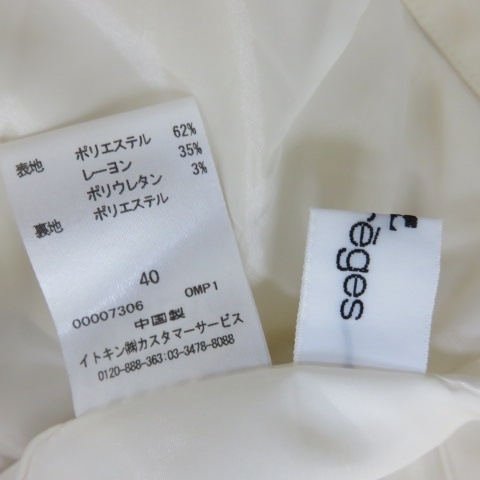 表地 ポリエステル 62%
レーヨン 35%
ポリウレタン 3%
裏地 ポリエステル
40
00007306 OMP1
中国製
イトキン㈱カスタマーサービス
0120-888-363:03-3478-8088
rēges